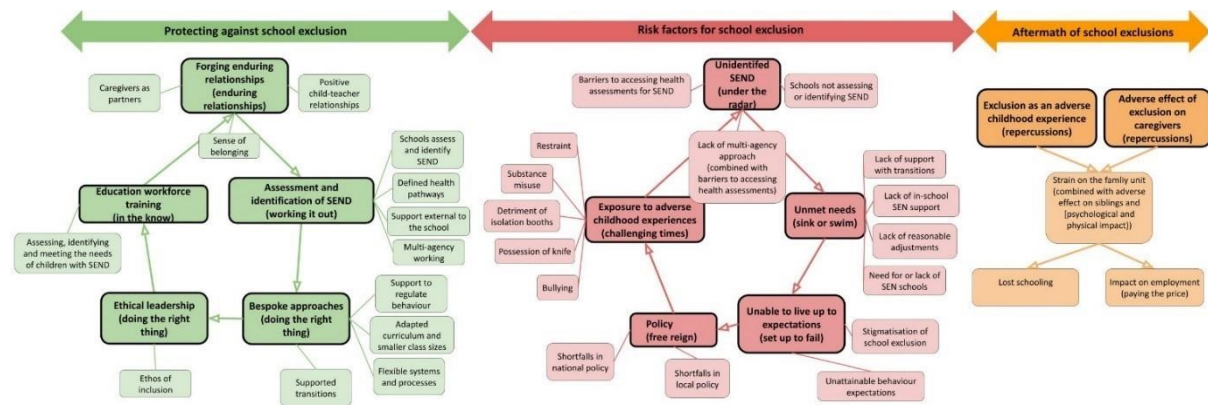 Protecting against school exclusion
Risk factors for school exclusion
Aftermath of school exclusions
Forging enduring
relationships
(enduring
relationships)
Caregivers as
partners
Positive
child-teacher
relationships
Sense of
belonging
Education workforce
training
(in the know)
Assessing, identifying
and meeting the needs
of children with SEND
Assessment and
identification of SEND
(working it out)
Schools assess
and identify
SEND
Defined health
pathways
Support external to
the school
Multi-agency
working
Ethical leadership
(doing the right
thing)
Ethos of
inclusion
Bespoke approaches
(doing the right
thing)
Support to
regulate
behaviour
Adapted
curriculum and
smaller class sizes
Flexible systems
and processes
Supported
transitions
Unidentifed
SEND
(under the
radar)
Barriers to accessing health
assessments for SEND
Schools not assessing
or identifying SEND
Lack of multi-agency
approach
(combined with
barriers to accessing
health assessments)
Restraint
Substance
misuse
Detriment of
isolation booths
Possession of knife
Bullying
Exposure to adverse
childhood experiences
(challenging times)
Unmet needs
(sink or swim)
Lack of support
with transitions
Lack of in-school
SEN support
Lack of reasonable
adjustments
Need for or lack of
SEN schools
Policy
(free reign)
Shortfalls in
national policy
Shortfalls in
local policy
Unable to live up to
expectations
(set up to fail)
Stigmatisation of
school exclusion
Unattainable behaviour
expectations
Exclusion as an adverse
childhood experience
(repercussions)
Adverse effect of
exclusion on
caregivers
(repercussions)
Strain on the famliy unit
(combined with adverse
effect on siblings and
[psychological and
physical impact])
Lost schooling
Impact on employment
(paying the price)